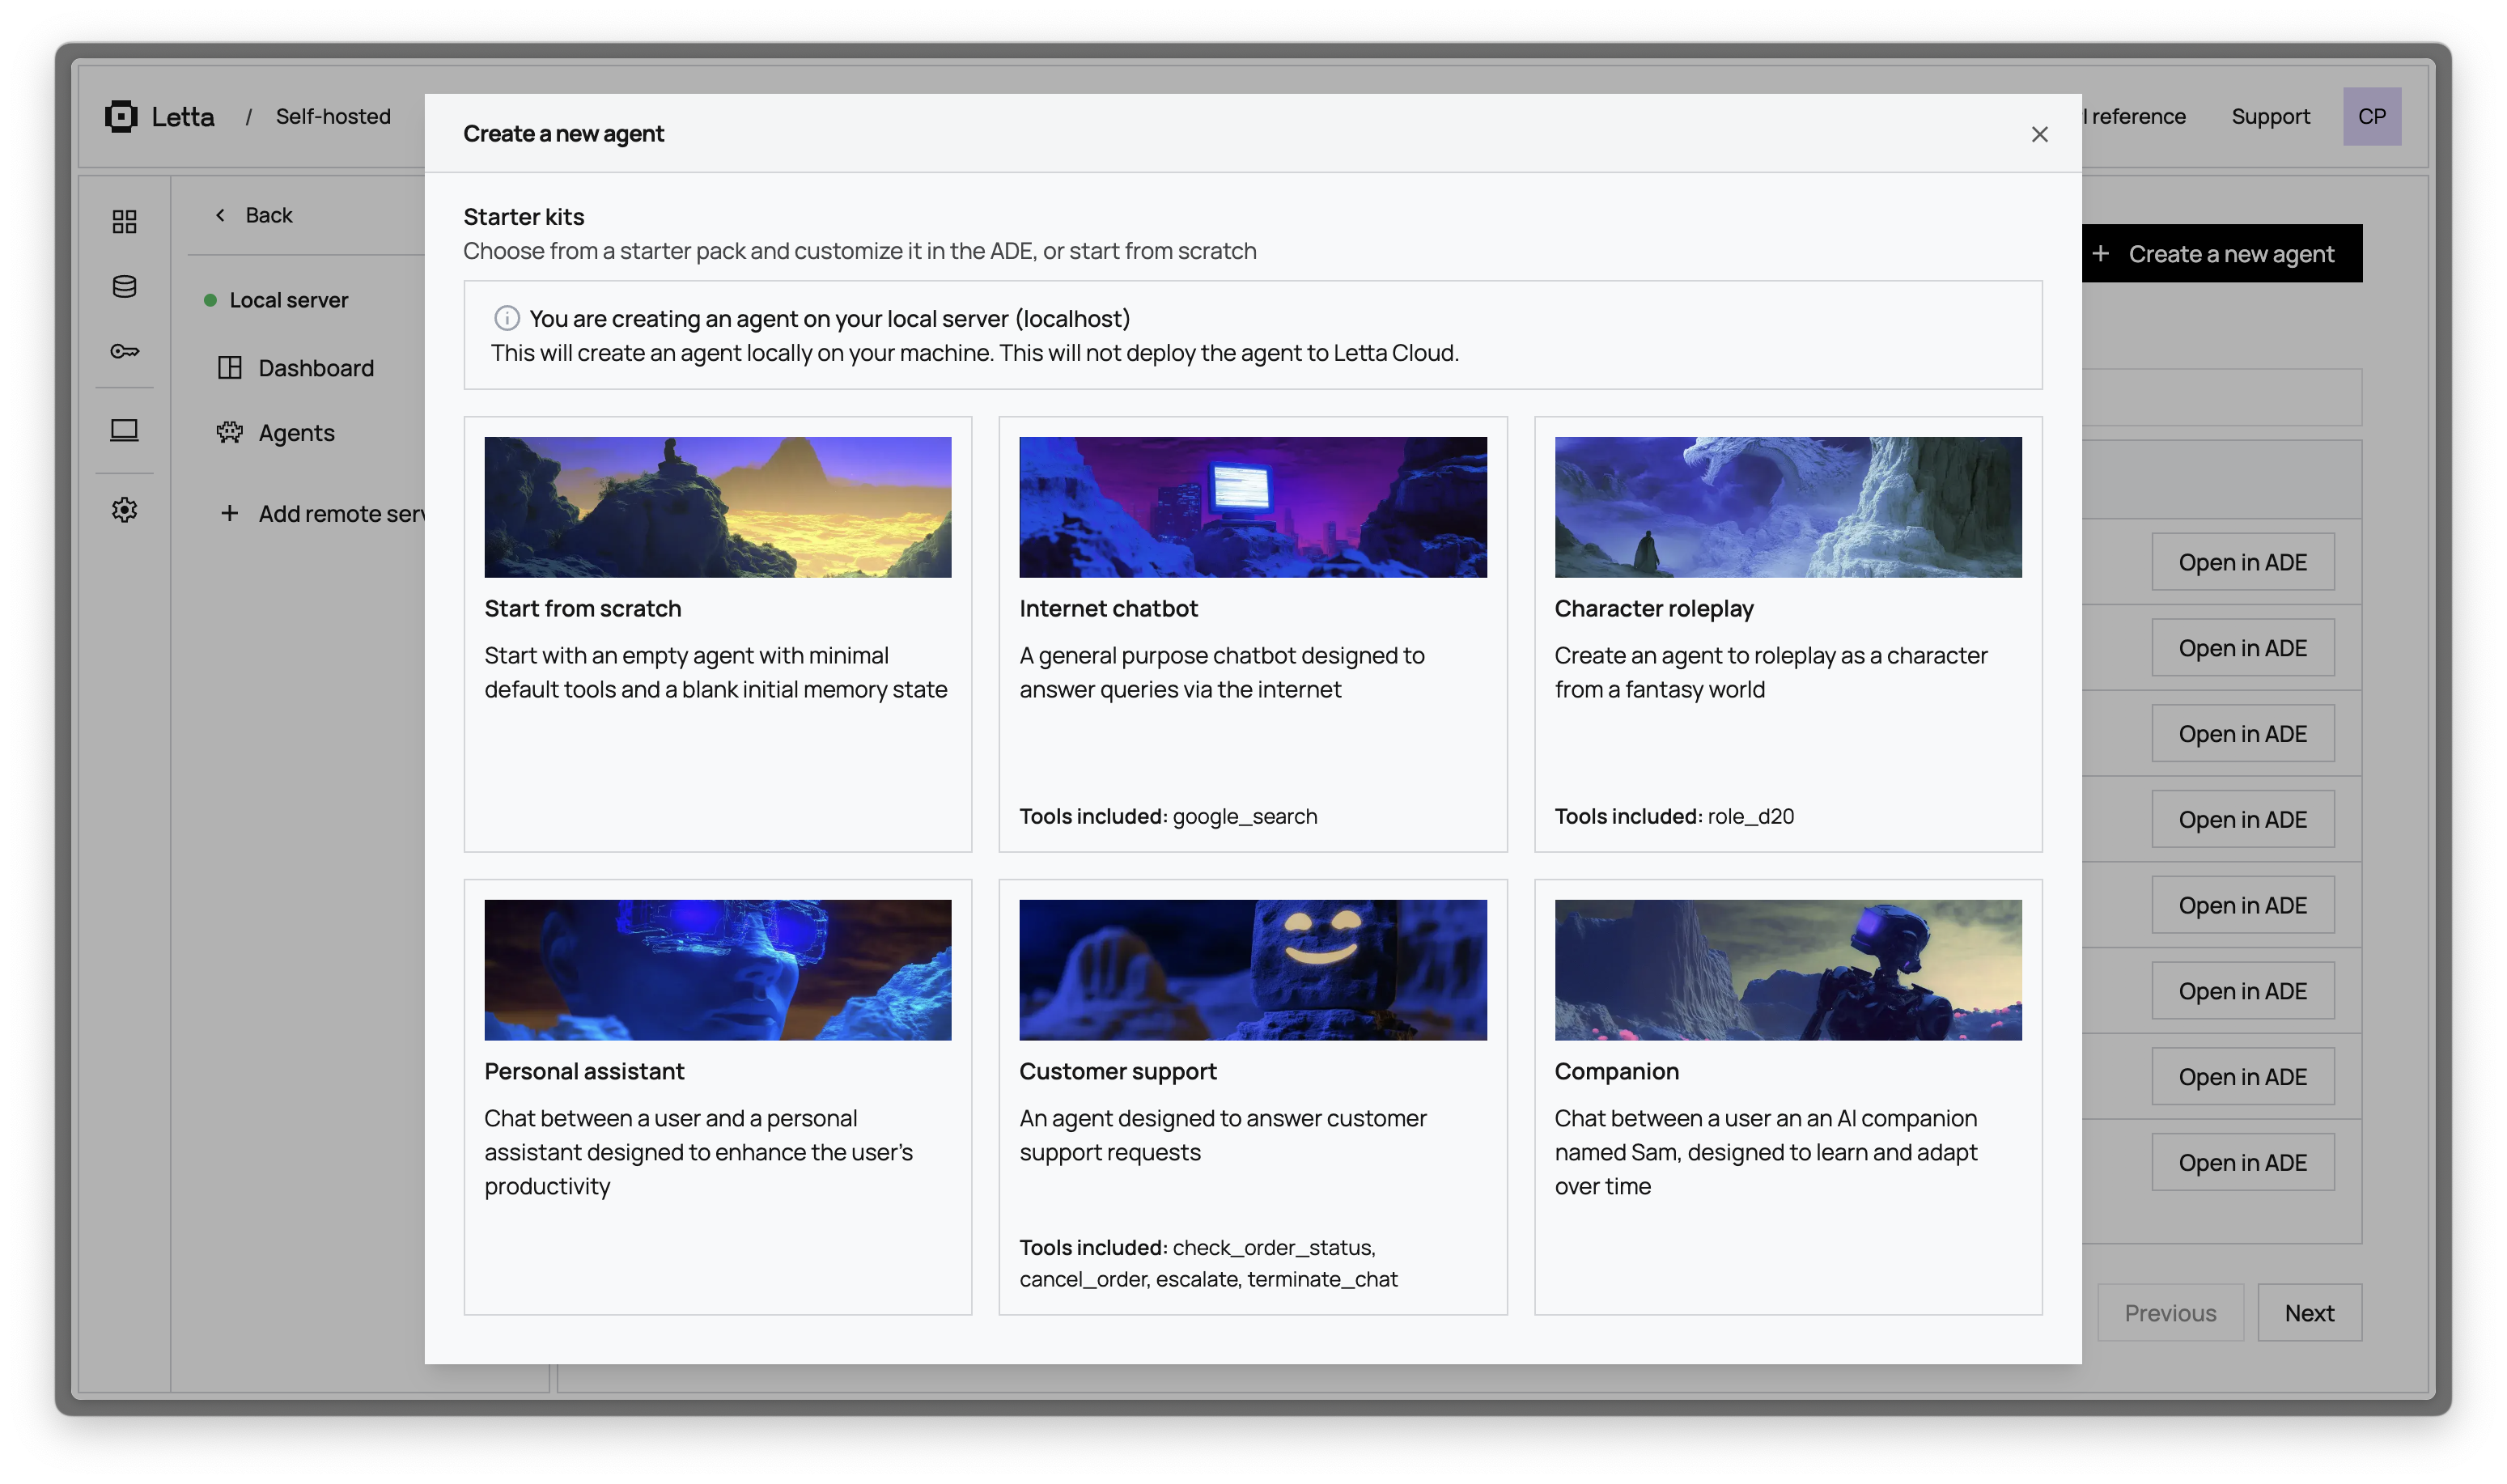 Letta / Self-hosted
Create a new agent
l reference
Support
CP
Back
Local server
Dashboard
Agents
Add remote serv
Create a new agent
Starter kits
Choose from a starter pack and customize it in the ADE, or start from scratch
You are creating an agent on your local server (localhost)
This will create an agent locally on your machine. This will not deploy the agent to Letta Cloud.
Start from scratch
Start with an empty agent with minimal
default tools and a blank initial memory state
Internet chatbot
A general purpose chatbot designed to
answer queries via the internet
Tools included: google_search
Character roleplay
Create an agent to roleplay as a character
from a fantasy world
Tools included: role_d20
Personal assistant
Chat between a user and a personal
assistant designed to enhance the user's
productivity
Customer support
An agent designed to answer customer
support requests
Tools included: check_order_status,
cancel_order, escalate, terminate_chat
Companion
Chat between a user an an AI companion
named Sam, designed to learn and adapt
over time
Open in ADE
Open in ADE
Open in ADE
Open in ADE
Open in ADE
Open in ADE
Open in ADE
Open in ADE
Previous
Next